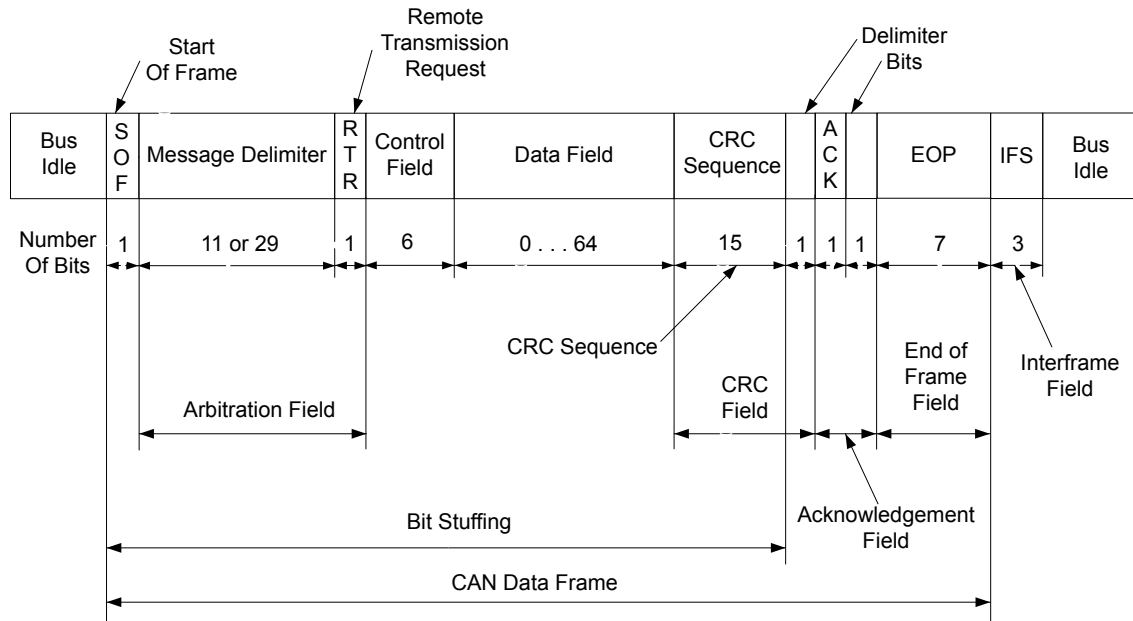 Start
Of Frame
Remote
Transmission
Request
Delimiter
Bits
Bus
Idle
S
O
F
Message Delimiter
R
T
R
Control
Field
Data Field
CRC
Sequence
A
C
K
EOP
IFS
Bus
Idle
Number
Of Bits
1
11 or 29
1
6
0 . . . 64
15
1
1
1
7
3
CRC Sequence
Interframe
Field
Arbitration Field
CRC
Field
End of
Frame
Field
Bit Stuffing
Acknowledgement
Field
CAN Data Frame